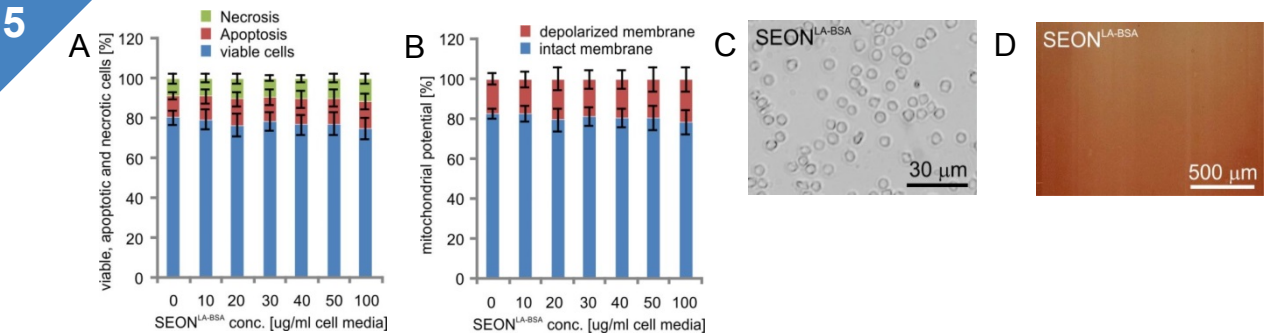 5
A
Necrosis
Apoptosis
viable cells
viable, apoptotic and necrotic cells [%]
120
100
80
60
40
20
0
0 10 20 30 40 50 100
SEONLA-BSA conc. [ug/ml cell media]
B
depolarized membrane
intact membrane
mitochondrial potential [%]
120
100
80
60
40
20
0
0 10 20 30 40 50 100
SEONLA-BSA conc. [ug/ml cell media]
C
SEONLA-BSA
30 µm
D
SEONLA-BSA
500 µm